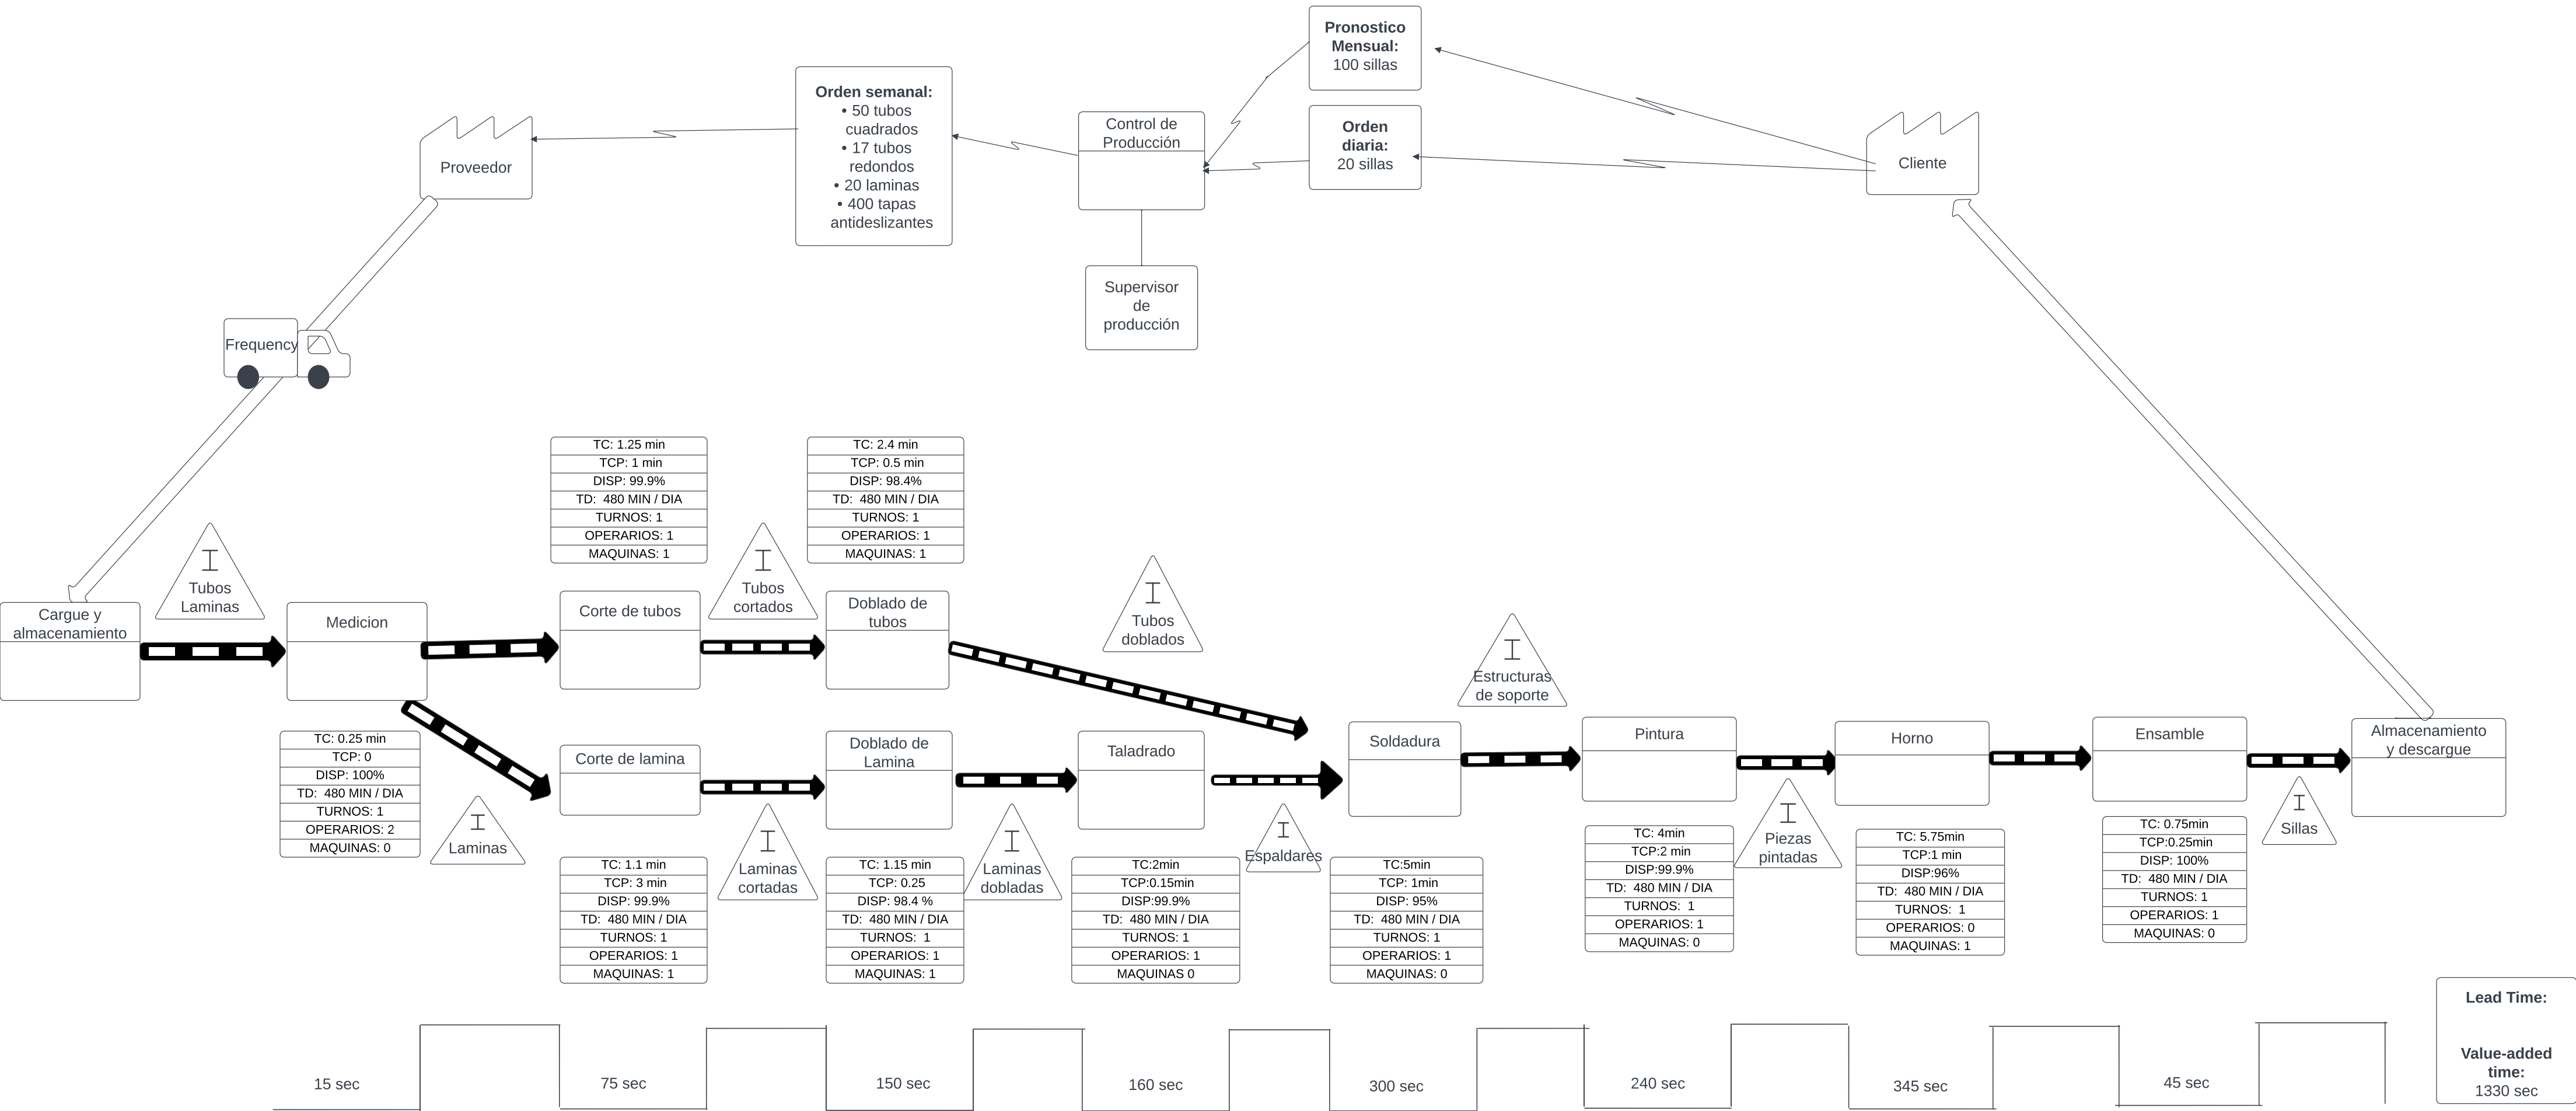 Pronostico
Mensual:
100 sillas
Orden semanal:
• 50 tubos
cuadrados
• 17 tubos
redondos
• 20 laminas
• 400 tapas
antideslizantes
Proveedor
Control de
Producción
Orden
diaria:
20 sillas
Cliente
Supervisor
de
producción
Frequency
TC: 1.25 min
TCP: 1 min
DISP: 99.9%
TD: 480 MIN / DIA
TURNOS: 1
OPERARIOS: 1
MAQUINAS: 1
TC: 2.4 min
TCP: 0.5 min
DISP: 98.4%
TD: 480 MIN / DIA
TURNOS: 1
OPERARIOS: 1
MAQUINAS: 1
Cargue y
almacenamiento
Tubos
Laminas
Medicion
Corte de tubos
Tubos
cortados
Doblado de
tubos
Tubos
doblados
TC: 0.25 min
TCP: 0
DISP: 100%
TD: 480 MIN / DIA
TURNOS: 1
OPERARIOS: 2
MAQUINAS: 0
Laminas
Corte de lamina
Laminas
cortadas
Doblado de
Lamina
Laminas
dobladas
Taladrado
Espaldares
Soldadura
Estructuras
de soporte
Pintura
Piezas
pintadas
Horno
Ensamble
Sillas
Almacenamiento
y descargue
TC: 1.1 min
TCP: 3 min
DISP: 99.9%
TD: 480 MIN / DIA
TURNOS: 1
OPERARIOS: 1
MAQUINAS: 1
TC: 1.15 min
TCP: 0.25
DISP: 98.4 %
TD: 480 MIN / DIA
TURNOS: 1
OPERARIOS: 1
MAQUINAS: 1
TC:2min
TCP:0.15min
DISP:99.9%
TD: 480 MIN / DIA
TURNOS: 1
OPERARIOS: 1
MAQUINAS 0
TC:5min
TCP: 1min
DISP: 95%
TD: 480 MIN / DIA
TURNOS: 1
OPERARIOS: 1
MAQUINAS: 0
TC: 4min
TCP:2 min
DISP:99.9%
TD: 480 MIN / DIA
TURNOS: 1
OPERARIOS: 1
MAQUINAS: 0
TC: 5.75min
TCP:1 min
DISP:96%
TD: 480 MIN / DIA
TURNOS: 1
OPERARIOS: 0
MAQUINAS: 1
TC: 0.75min
TCP:0.25min
DISP: 100%
TD: 480 MIN / DIA
TURNOS: 1
OPERARIOS: 1
MAQUINAS: 0
15 sec
75 sec
150 sec
160 sec
300 sec
240 sec
345 sec
45 sec
Lead Time:
Value-added
time:
1330 sec